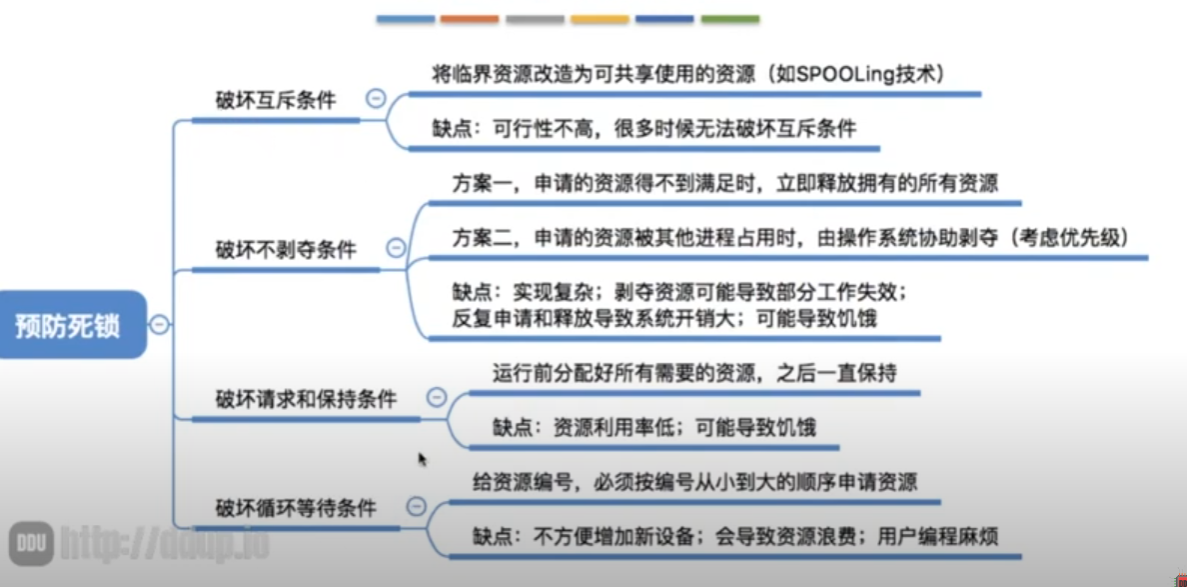 将临界资源改造为可共享使用的资源（如SPOOLing技术）
破坏互斥条件
缺点：可行性不高，很多时候无法破坏互斥条件
方案一，申请的资源得不到满足时，立即释放拥有的所有资源
破坏不剥夺条件
方案二，申请的资源被其他进程占用时，由操作系统协助剥夺（考虑优先级）
缺点：实现复杂；剥夺资源可能导致部分工作失效；
反复申请和释放导致系统开销大；可能导致饥饿
预防死锁
运行前分配好所有需要的资源，之后一直保持
破坏请求和保持条件
缺点：资源利用率低；可能导致饥饿
给资源编号，必须按编号从小到大的顺序申请资源
破坏循环等待条件
缺点：不方便增加新设备；会导致资源浪费；用户编程麻烦
DDU http://ddup.io